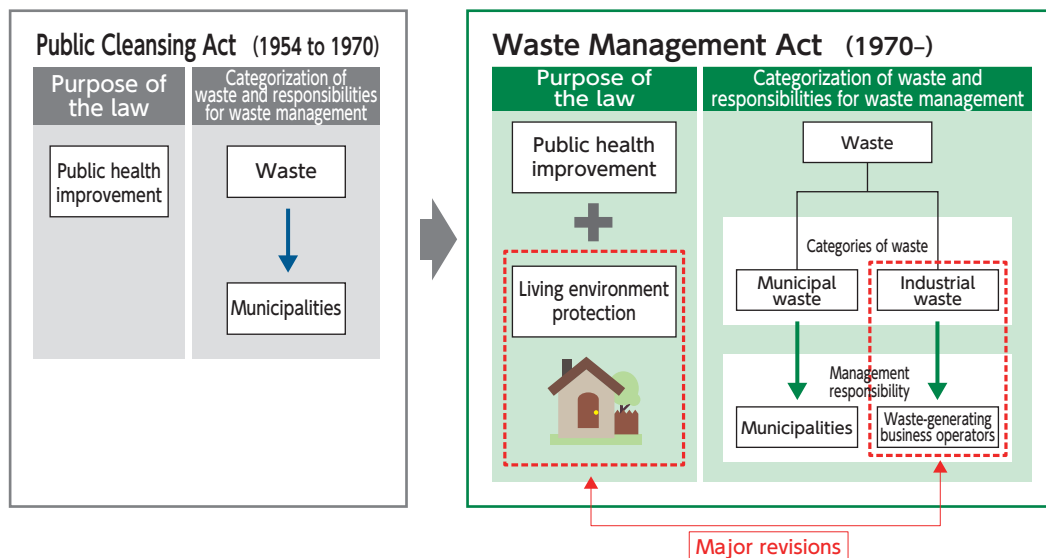 Public Cleansing Act (1954 to 1970)
Purpose of
the law
Categorization of
waste and responsibilities
for waste management
Public health
improvement
Waste
Municipalities
Waste Management Act (1970–)
Purpose of
the law
Categorization of waste and
responsibilities for waste management
Public health
improvement
Living environment
protection
Waste
Categories of waste
Municipal
waste
Industrial
waste
Management
responsibility
Municipalities
Waste-generating
business operators
Major revisions